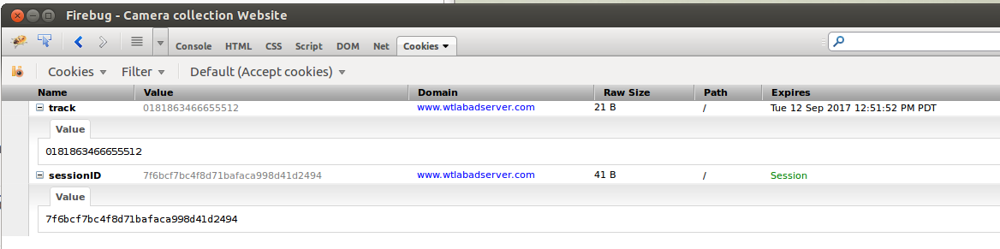 Firebug - Camera collection Website
Console HTML CSS Script DOM Net Cookies
Cookies Filter Default (Accept cookies)
Name Value Domain Raw Size Path Expires
track 0181863466655512 www.wtlabadserver.com 21 B / Tue 12 Sep 2017 12:51:52 PM PDT
Value
0181863466655512
sessionID 7f6bcf7bc4f8d71bafaca998d41d2494 www.wtlabadserver.com 41 B / Session
Value
7f6bcf7bc4f8d71bafaca998d41d2494